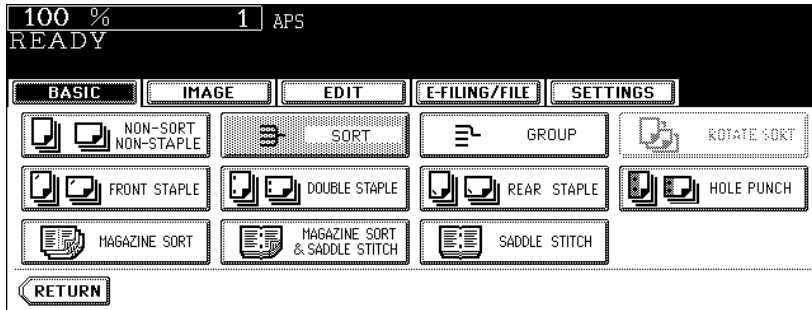 100 % 1 APS
READY
BASIC IMAGE EDIT E-FILING/FILE SETTINGS
NON-SORT
NON-STAPLE
SORT
GROUP
ROTATE SORT
FRONT STAPLE
DOUBLE STAPLE
REAR STAPLE
HOLE PUNCH
MAGAZINE SORT
MAGAZINE SORT
& SADDLE STITCH
SADDLE STITCH
RETURN